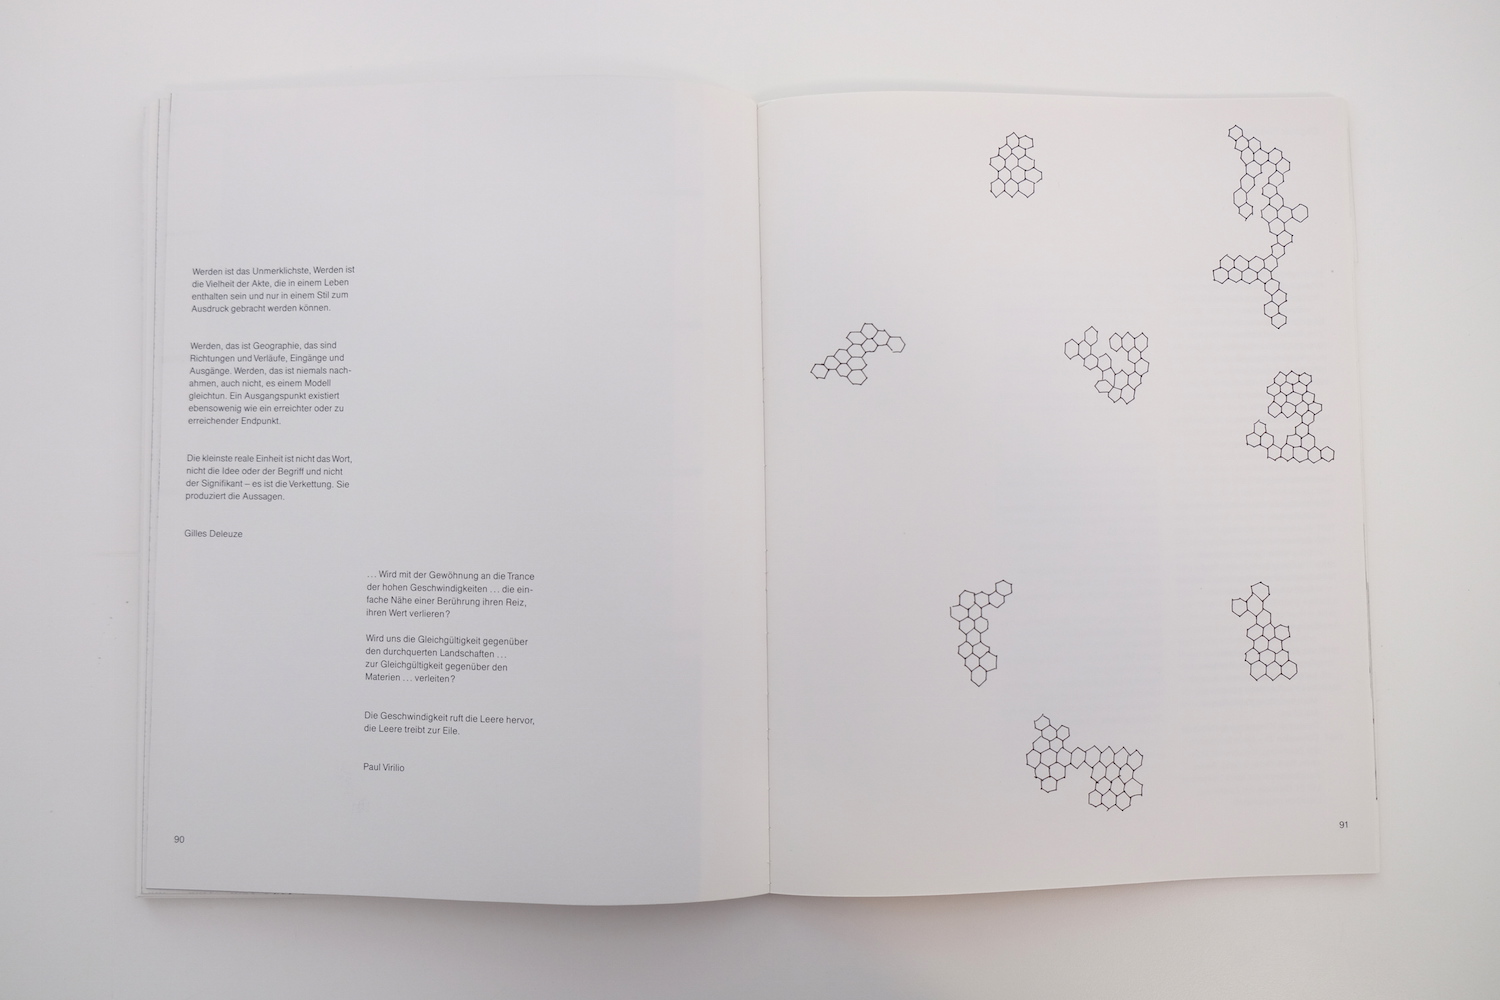 Werden ist das Unmerklichste, Werden ist
die Vielheit der Akte, die in einem Leben
enthalten sein und nur in einem Stil zum
Ausdruck gebracht werden können.
Werden, das ist Geographie, das sind
Richtungen und Verläufe, Eingänge und
Ausgänge. Werden, das ist niemals nach-
ahmen, auch nicht, es einem Modell
gleichtun. Ein Ausgangspunkt existiert
ebensowenig wie ein erreichter oder zu
erreichender Endpunkt.
Die kleinste reale Einheit ist nicht das Wort,
nicht die Idee oder der Begriff und nicht
der Signifikant – es ist die Verkettung. Sie
produziert die Aussagen.
Gilles Deleuze
... Wird mit der Gewöhnung an die Trance
der hohen Geschwindigkeiten ... die ein-
fache Nähe einer Berührung ihren Reiz,
ihren Wert verlieren?
Wird uns die Gleichgültigkeit gegenüber
den durchquerten Landschaften ...
zur Gleichgültigkeit gegenüber den
Materien ... verleiten?
Die Geschwindigkeit ruft die Leere hervor,
die Leere treibt zur Eile.
Paul Virilio
90
91